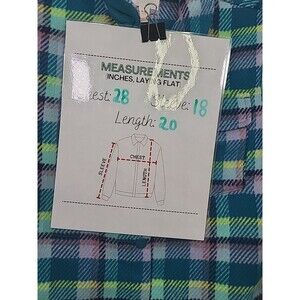 MEASUREMENTS
INCHES, LAYING FLAT
Chest: 28 Sleeve: 18
Length: 20
CHEST
SLEEVE
LENGTH